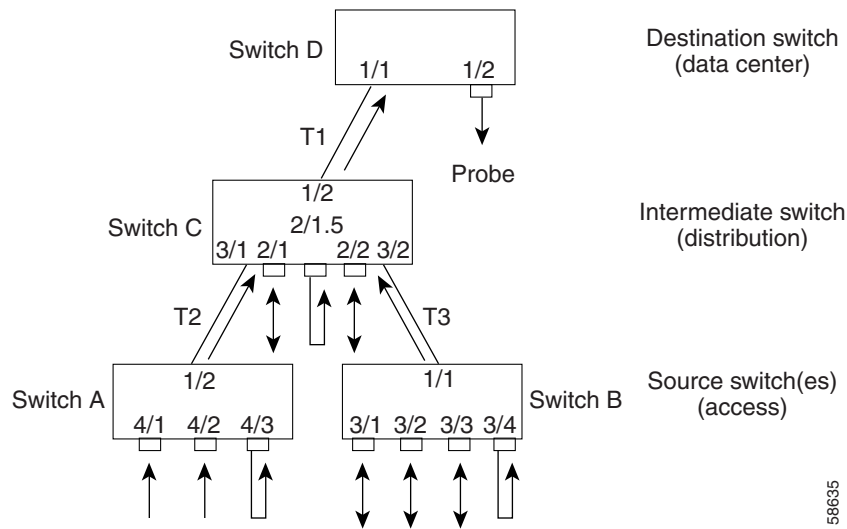 Switch D
1/1 1/2
Destination switch
(data center)
T1
Probe
1/2
Switch C
2/1.5
3/1 2/1 2/2 3/2
Intermediate switch
(distribution)
T2
T3
Switch A
1/2
4/1 4/2 4/3
1/1
3/1 3/2 3/3 3/4
Switch B
Source switch(es)
(access)
58635